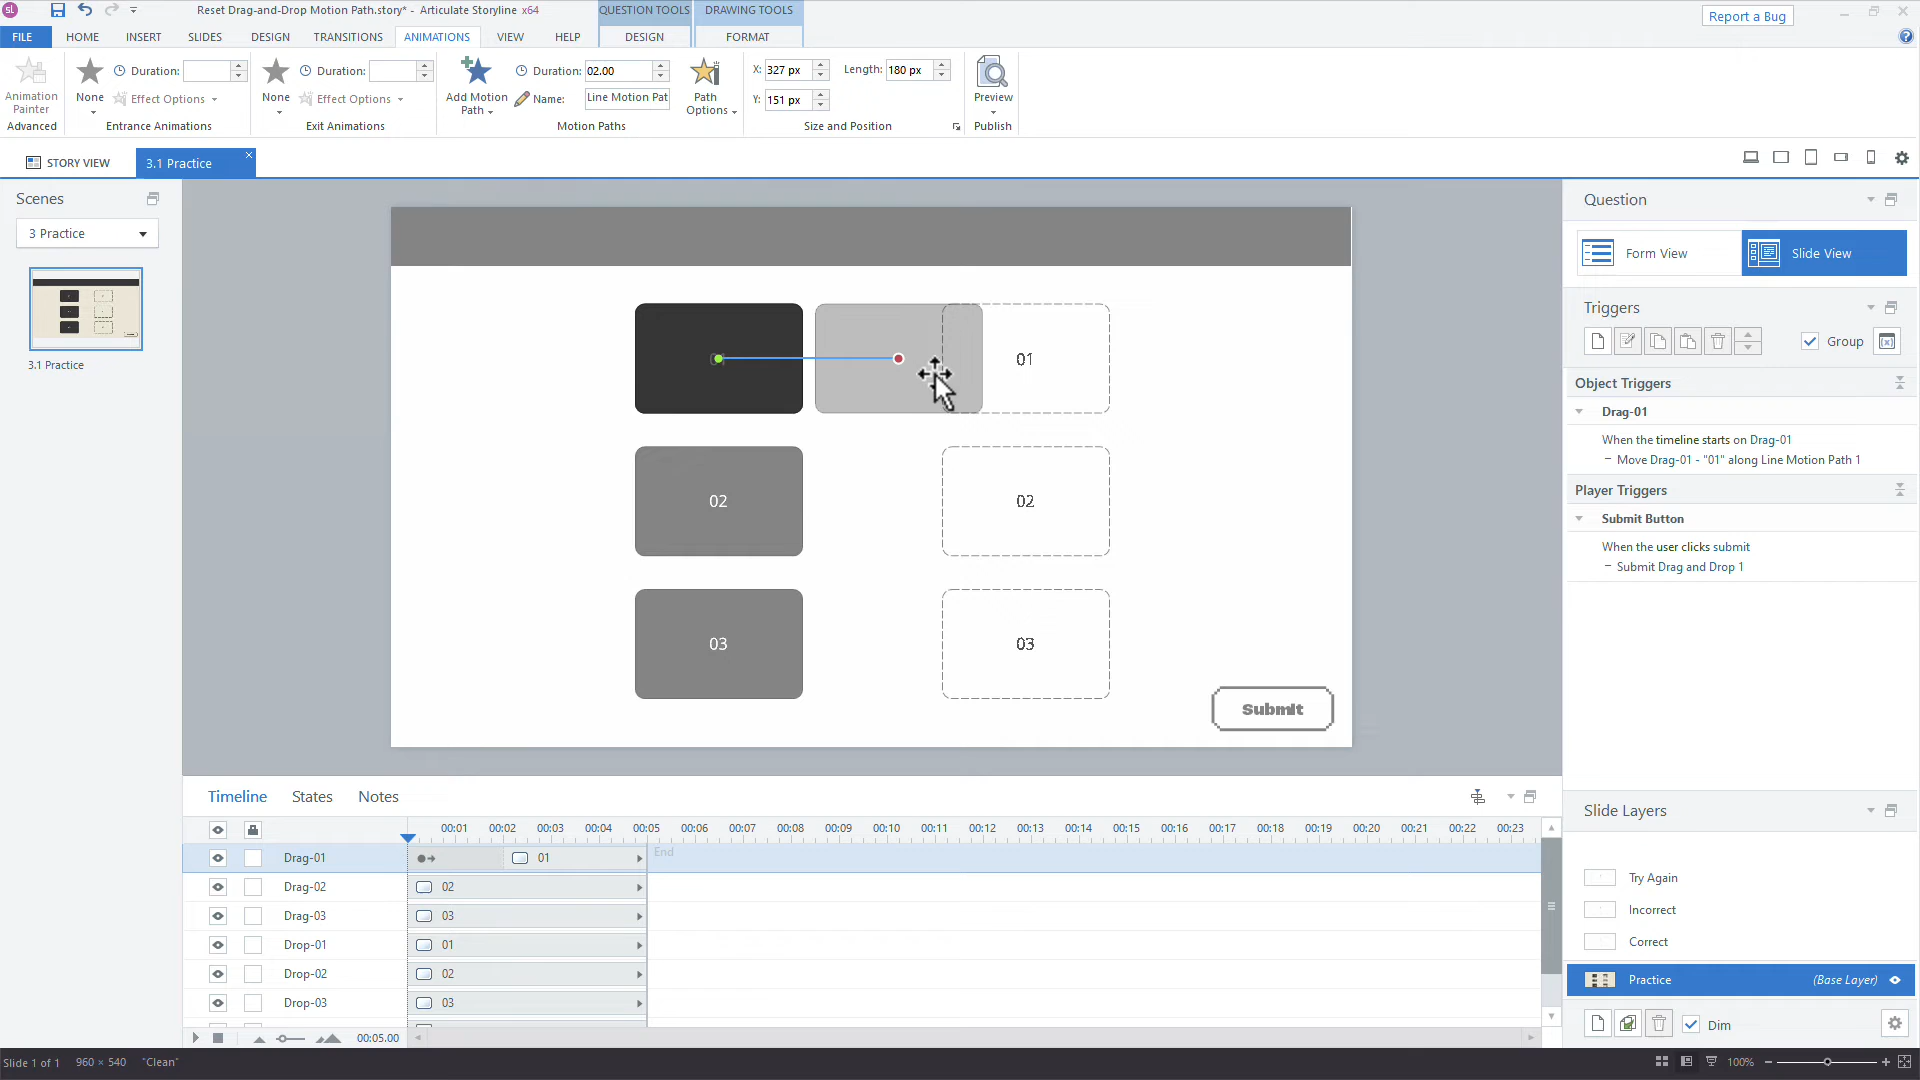 Reset Drag-and-Drop Motion Path.story* - Articulate Storyline x64
QUESTION TOOLS
DRAWING TOOLS
Report a Bug
FILE
HOME
INSERT
SLIDES
DESIGN
TRANSITIONS
ANIMATIONS
VIEW
HELP
DESIGN
FORMAT
Animation Painter
Advanced
None
Duration:
Effect Options
Entrance Animations
None
Duration:
Effect Options
Exit Animations
Add Motion Path
Duration: 02.00
Name: Line Motion Pat
Path Options
Motion Paths
X: 327 px
Length: 180 px
Y: 151 px
Size and Position
Preview
Publish
STORY VIEW
3.1 Practice
Scenes
3 Practice
3.1 Practice
01
02
02
03
03
Submit
Question
Form View
Slide View
Triggers
Group
Object Triggers
Drag-01
When the timeline starts on Drag-01
Move Drag-01 - "01" along Line Motion Path 1
Player Triggers
Submit Button
When the user clicks submit
Submit Drag and Drop 1
Timeline
States
Notes
00:01 00:02 00:03 00:04 00:05 00:06 00:07 00:08 00:09 00:10 00:11 00:12 00:13 00:14 00:15 00:16 00:17 00:18 00:19 00:20 00:21 00:22 00:23
Drag-01 01 End
Drag-02 02
Drag-03 03
Drop-01 01
Drop-02 02
Drop-03 03
00:05.00
Slide Layers
Try Again
Incorrect
Correct
Practice (Base Layer)
Dim
Slide 1 of 1
960 × 540
"Clean"
100%